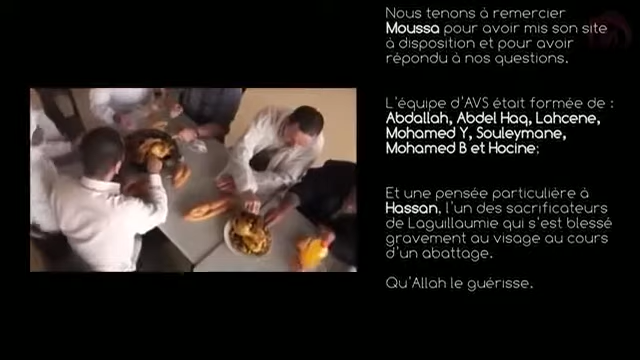 Nous tenons à remercier
Moussa pour avoir mis son site
à disposition et pour avoir
répondu à nos questions.
L'équipe d'AVS était formée de :
Abdallah, Abdel Haq, Lahcene,
Mohamed Y, Souleymane,
Mohamed B et Hocine;
Et une pensée particulière à
Hassan, l'un des sacrificateurs
de Laguillaumie qui s'est blessé
gravement au visage au cours
d'un abattage.
Qu'Allah le guérisse.